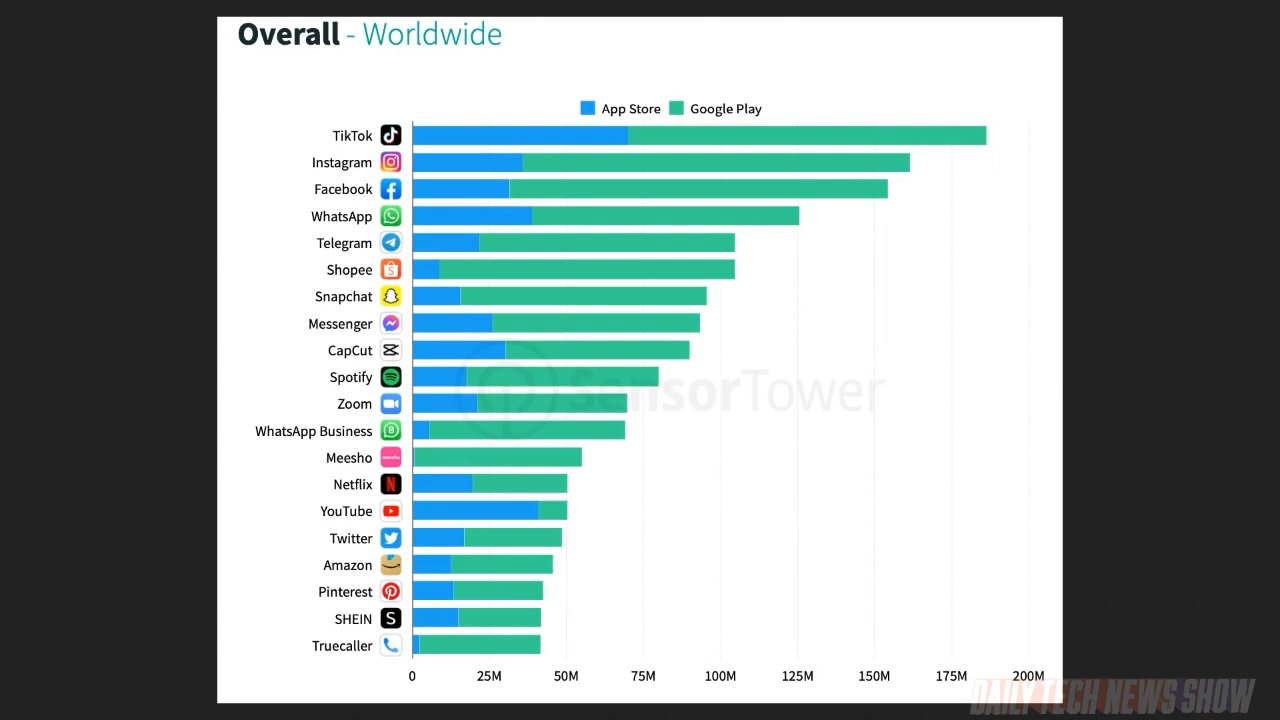 Overall - Worldwide
App Store Google Play
TikTok
Instagram
Facebook
WhatsApp
Telegram
Shopee
Snapchat
Messenger
CapCut
Spotify
Zoom
WhatsApp Business
Meesho meesho
Netflix
YouTube
Twitter
Amazon
Pinterest
SHEIN
Truecaller
SensorTower
0 25M 50M 75M 100M 125M 150M 175M 200M
DAILY TECH NEWS SHOW